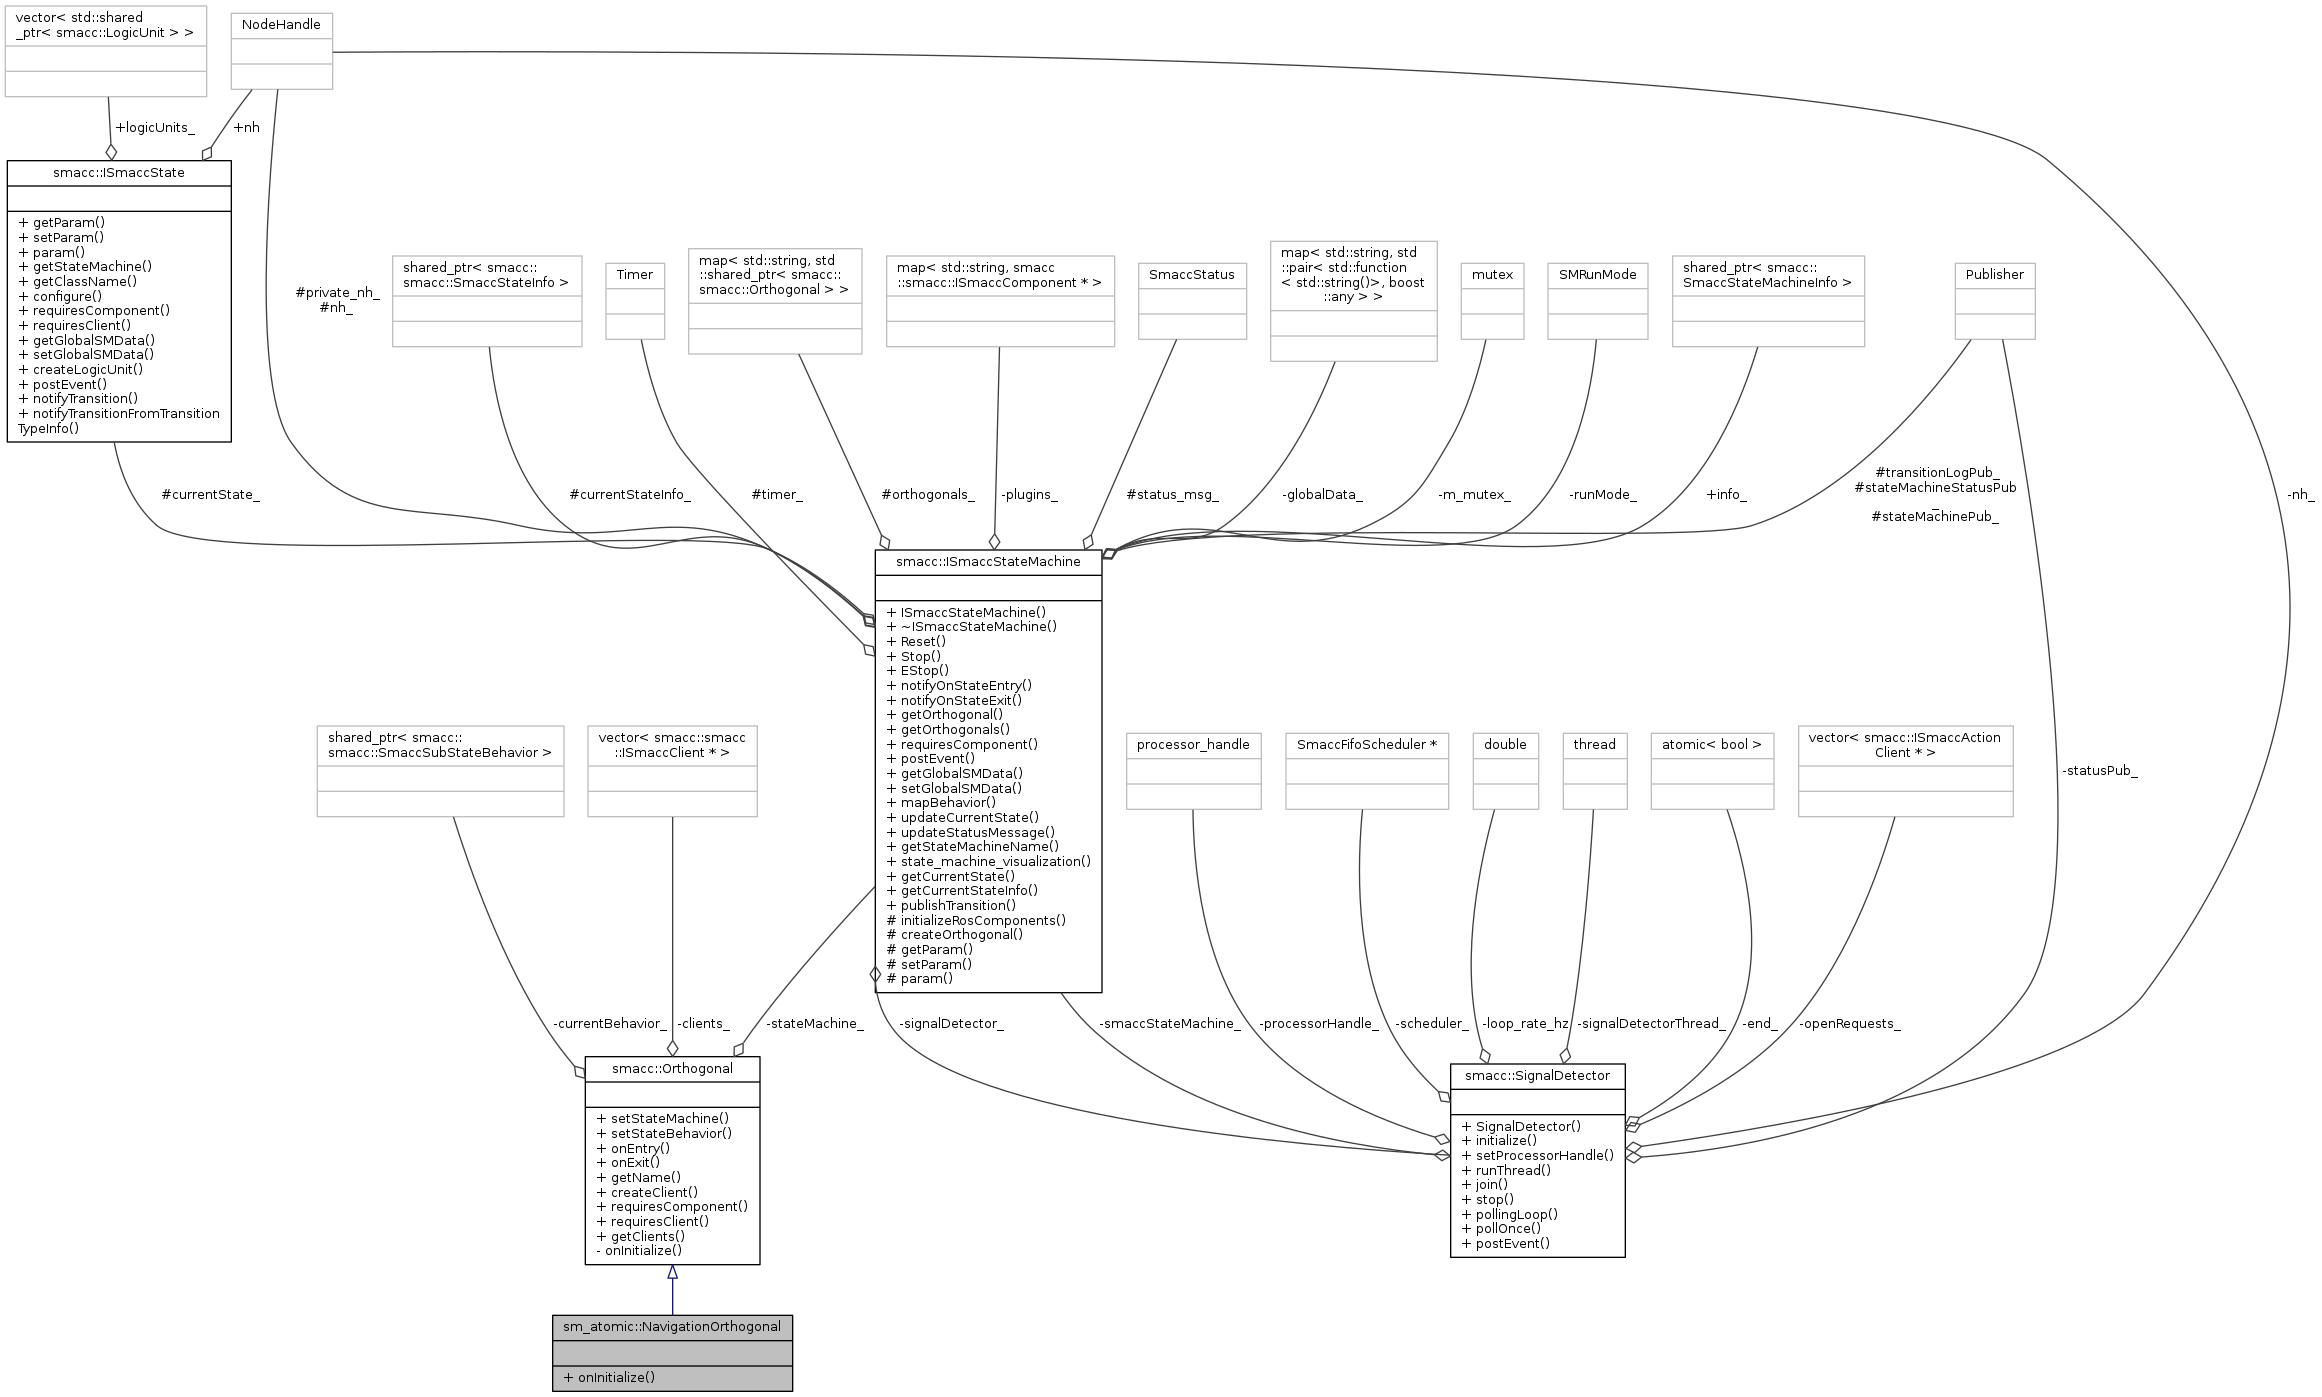 vector< std::shared
_ptr< smacc::LogicUnit > >
NodeHandle
+logicUnits_
+nh
smacc::ISmaccState
+ getParam()
+ setParam()
+ param()
+ getStateMachine()
+ getClassName()
+ configure()
+ requiresComponent()
+ requiresClient()
+ getGlobalSMData()
+ setGlobalSMData()
+ createLogicUnit()
+ postEvent()
+ notifyTransition()
+ notifyTransitionFromTransition
TypeInfo()
#private_nh_
#nh_
shared_ptr< smacc::
smacc::SmaccStateInfo >
Timer
map< std::string, std
::shared_ptr< smacc::
smacc::Orthogonal > >
map< std::string, smacc
::smacc::ISmaccComponent * >
SmaccStatus
map< std::string, std
::pair< std::function
< std::string()>, boost
::any > >
mutex
SMRunMode
shared_ptr< smacc::
SmaccStateMachineInfo >
Publisher
#currentState_
#currentStateInfo_
#timer_
#orthogonals_
-plugins_
#status_msg_
-globalData_
-m_mutex_
-runMode_
+info_
#transitionLogPub_
#stateMachineStatusPub
_
#stateMachinePub_
-nh_
smacc::ISmaccStateMachine
+ ISmaccStateMachine()
+ ~ISmaccStateMachine()
+ Reset()
+ Stop()
+ EStop()
+ notifyOnStateEntry()
+ notifyOnStateExit()
+ getOrthogonal()
+ getOrthogonals()
+ requiresComponent()
+ postEvent()
+ getGlobalSMData()
+ setGlobalSMData()
+ mapBehavior()
+ updateCurrentState()
+ updateStatusMessage()
+ getStateMachineName()
+ state_machine_visualization()
+ getCurrentState()
+ getCurrentStateInfo()
+ publishTransition()
# initializeRosComponents()
# createOrthogonal()
# getParam()
# setParam()
# param()
shared_ptr< smacc::
smacc::SmaccSubStateBehavior >
vector< smacc::smacc
::ISmaccClient * >
processor_handle
SmaccFifoScheduler *
double
thread
atomic< bool >
vector< smacc::ISmaccAction
Client * >
-statusPub_
-currentBehavior_
-clients_
-stateMachine_
-signalDetector_
-smaccStateMachine_
-processorHandle_
-scheduler_
-loop_rate_hz
-signalDetectorThread_
-end_
-openRequests_
smacc::Orthogonal
+ setStateMachine()
+ setStateBehavior()
+ onEntry()
+ onExit()
+ getName()
+ createClient()
+ requiresComponent()
+ requiresClient()
+ getClients()
- onInitialize()
smacc::SignalDetector
+ SignalDetector()
+ initialize()
+ setProcessorHandle()
+ runThread()
+ join()
+ stop()
+ pollingLoop()
+ pollOnce()
+ postEvent()
sm_atomic::NavigationOrthogonal
+ onInitialize()